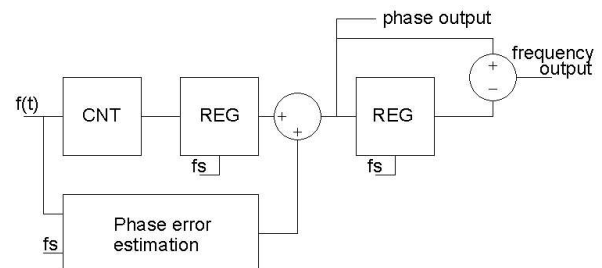 phase output
frequency
output
f(t)
CNT
REG
+
+
REG
+
−
fs
fs
Phase error
estimation
fs